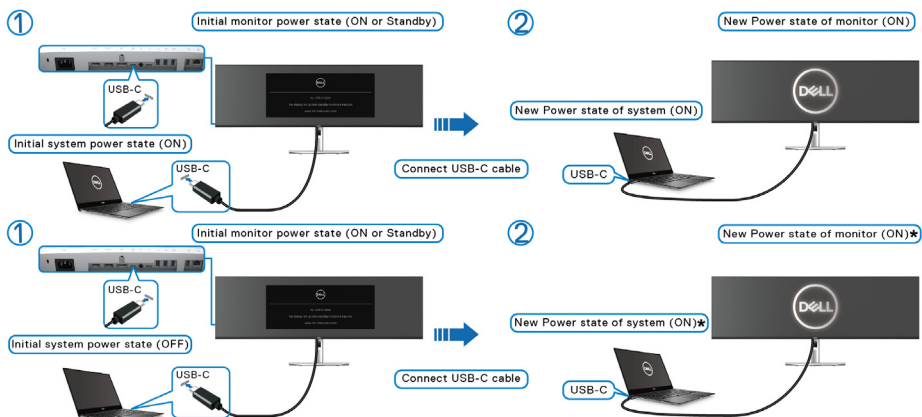 1
Initial monitor power state (ON or Standby)
2
New Power state of monitor (ON)
USB-C
DELL
DELL
New Power state of system (ON)
Initial system power state (ON)
USB-C
Connect USB-C cable
USB-C
1
Initial monitor power state (ON or Standby)
2
New Power state of monitor (ON)*
USB-C
DELL
DELL
New Power state of system (ON)*
Initial system power state (OFF)
USB-C
Connect USB-C cable
USB-C